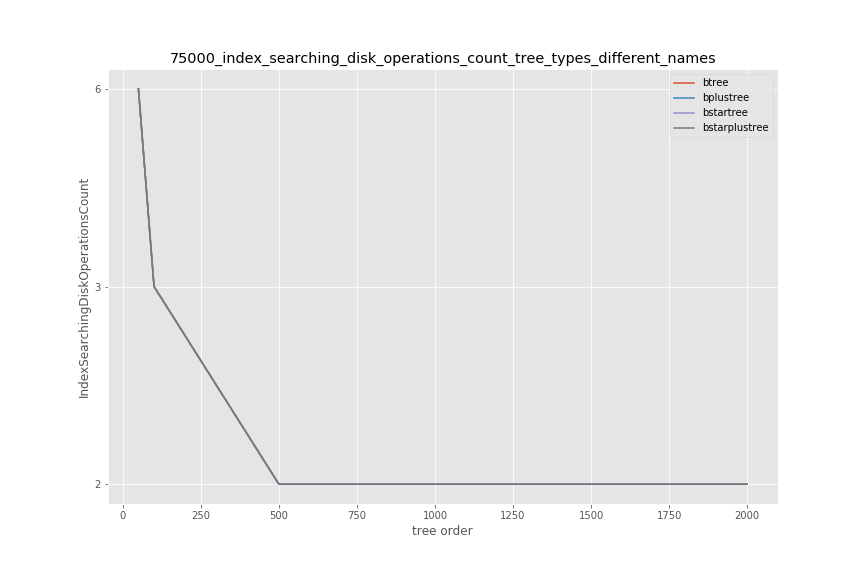 75000_index_searching_disk_operations_count_tree_types_different_names
btree
bplustree
bstartree
bstarplustree
IndexSearchingDiskOperationsCount
6
3
2
0
250
500
750
1000
1250
1500
1750
2000
tree order